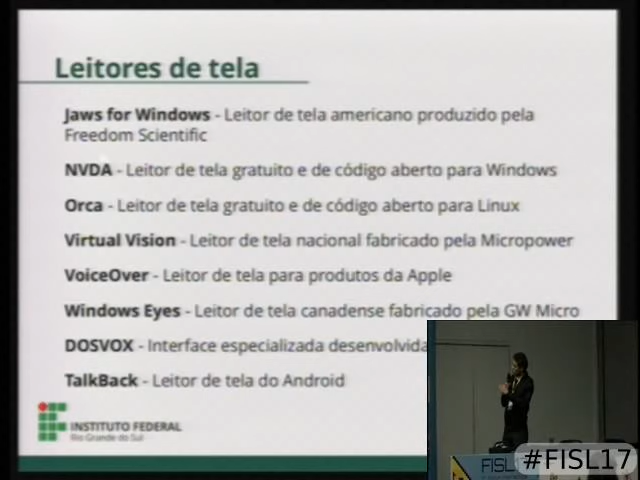 Leitores de tela
Jaws for Windows - Leitor de tela americano produzido pela
Freedom Scientific
NVDA - Leitor de tela gratuito e de código aberto para Windows
Orca - Leitor de tela gratuito e de código aberto para Linux
Virtual Vision - Leitor de tela nacional fabricado pela Micropower
VoiceOver - Leitor de tela para produtos da Apple
Windows Eyes - Leitor de tela canadense fabricado pela GW Micro
DOSVOX - Interface especializada desenvolvida
TalkBack - Leitor de tela do Android
INSTITUTO FEDERAL
Rio Grande do Sul
FISL
#FISL17